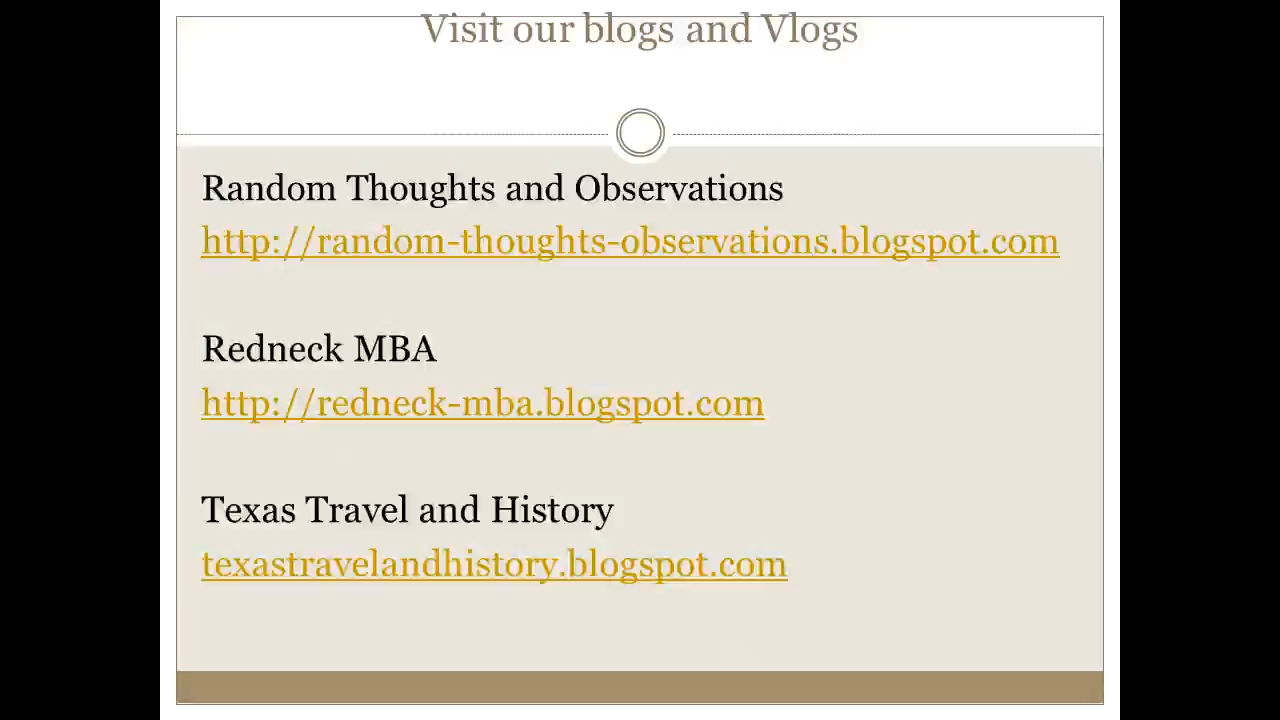 Visit our blogs and Vlogs
Random Thoughts and Observations
http://random-thoughts-observations.blogspot.com
Redneck MBA
http://redneck-mba.blogspot.com
Texas Travel and History
texastravelandhistory.blogspot.com